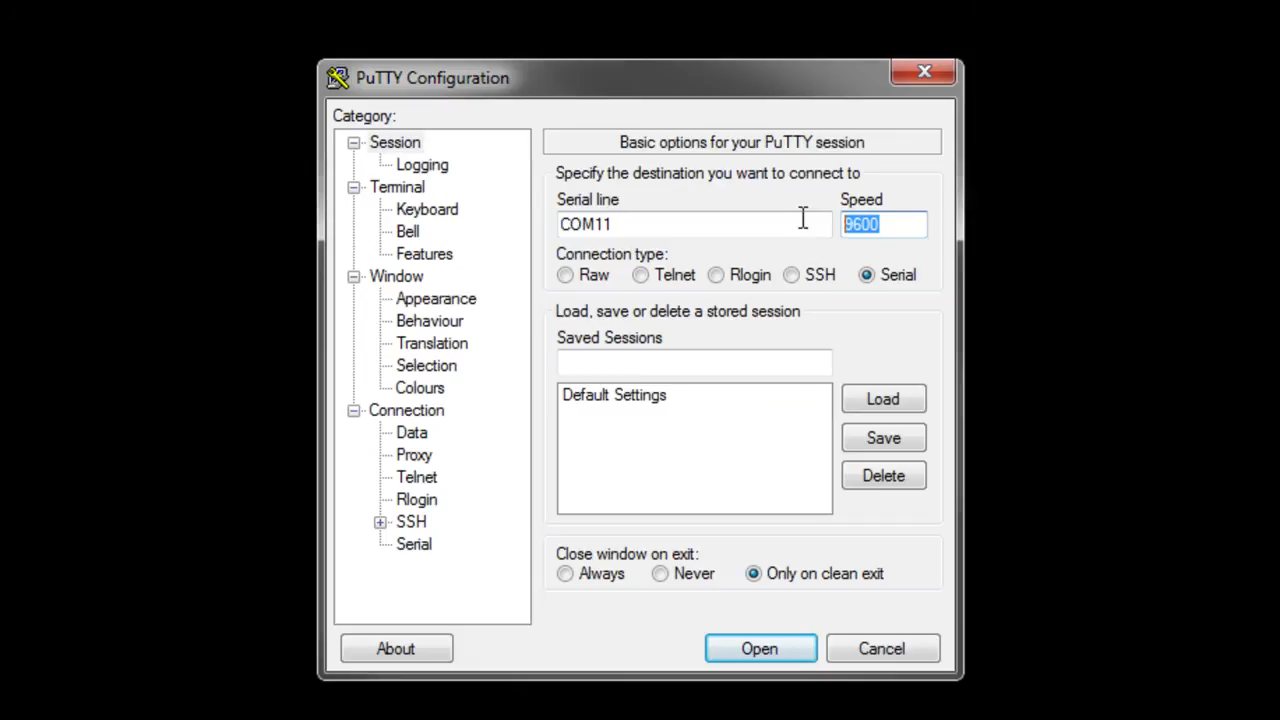 PuTTY Configuration
Category:
Session
Logging
Terminal
Keyboard
Bell
Features
Window
Appearance
Behaviour
Translation
Selection
Colours
Connection
Data
Proxy
Telnet
Rlogin
SSH
Serial
Basic options for your PuTTY session
Specify the destination you want to connect to
Serial line Speed
COM11 9600
Connection type:
Raw Telnet Rlogin SSH Serial
Load, save or delete a stored session
Saved Sessions
Default Settings
Load
Save
Delete
Close window on exit:
Always Never Only on clean exit
About Open Cancel